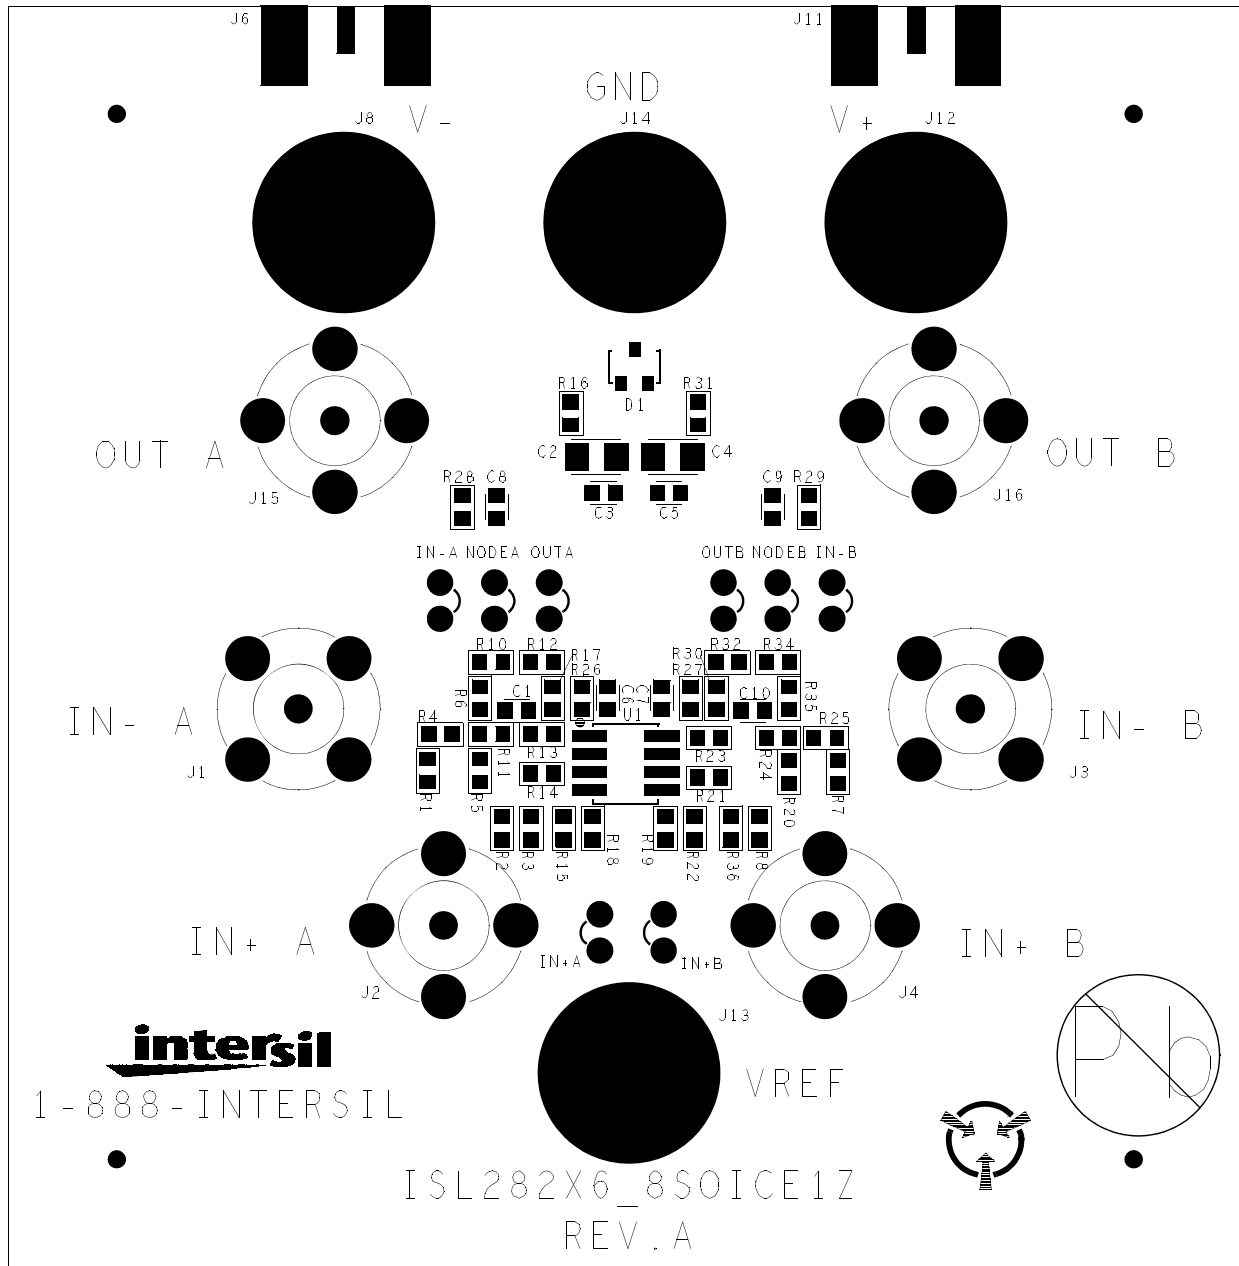 J6
J11
GND
J8
V-
J14
V+
J12
R16
R31
D1
C2
C4
OUT A
OUT B
R28
C8
C9
R29
J15
J16
C3
C5
IN-A NODEA OUTA
OUTB NODEB IN-B
R10
R12
R17
R30
R32
R34
R26
R27
R6
C1
C6
C7
C10
R35
U1
IN- A
IN- B
R4
R25
R11
R13
R23
R24
J1
J3
R1
R5
R14
R21
R20
R7
R2
R3
R15
R18
R19
R22
R36
R8
IN+ A
IN+ B
IN+A
IN+B
J2
J4
J13
intersil
VREF
Pb
1-888-INTERSIL
ISL282X6_8SOICE1Z
REV.A